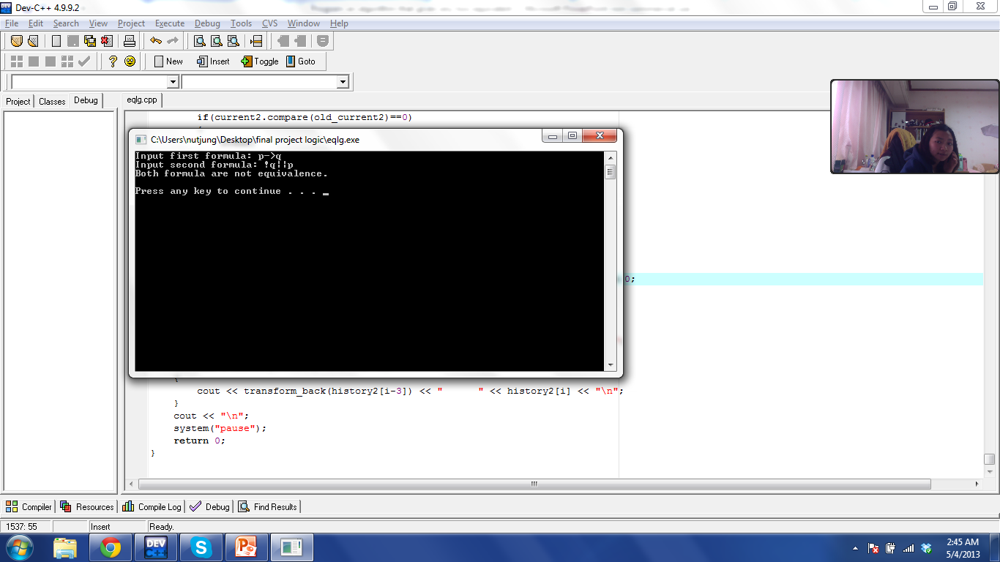 Dev-C++ 4.9.9.2
File Edit Search View Project Execute Debug Tools CVS Window Help
New Insert Toggle Goto
Project Classes Debug eqlg.cpp
if(current2.compare(old_current2)==0)
C:\Users\nutjung\Desktop\final project logic\eqlg.exe
Input first formula: p->q
Input second formula: !q||p
Both formula are not equivalence.
Press any key to continue . . . _
0;
{
cout << transform_back(history2[i-3]) << "      " << history2[i] << "\n";
}
cout << "\n";
system("pause");
return 0;
}
Compiler Resources Compile Log Debug Find Results
1537: 55 Insert Ready.
DEV C++ S P
2:45 AM
5/4/2013